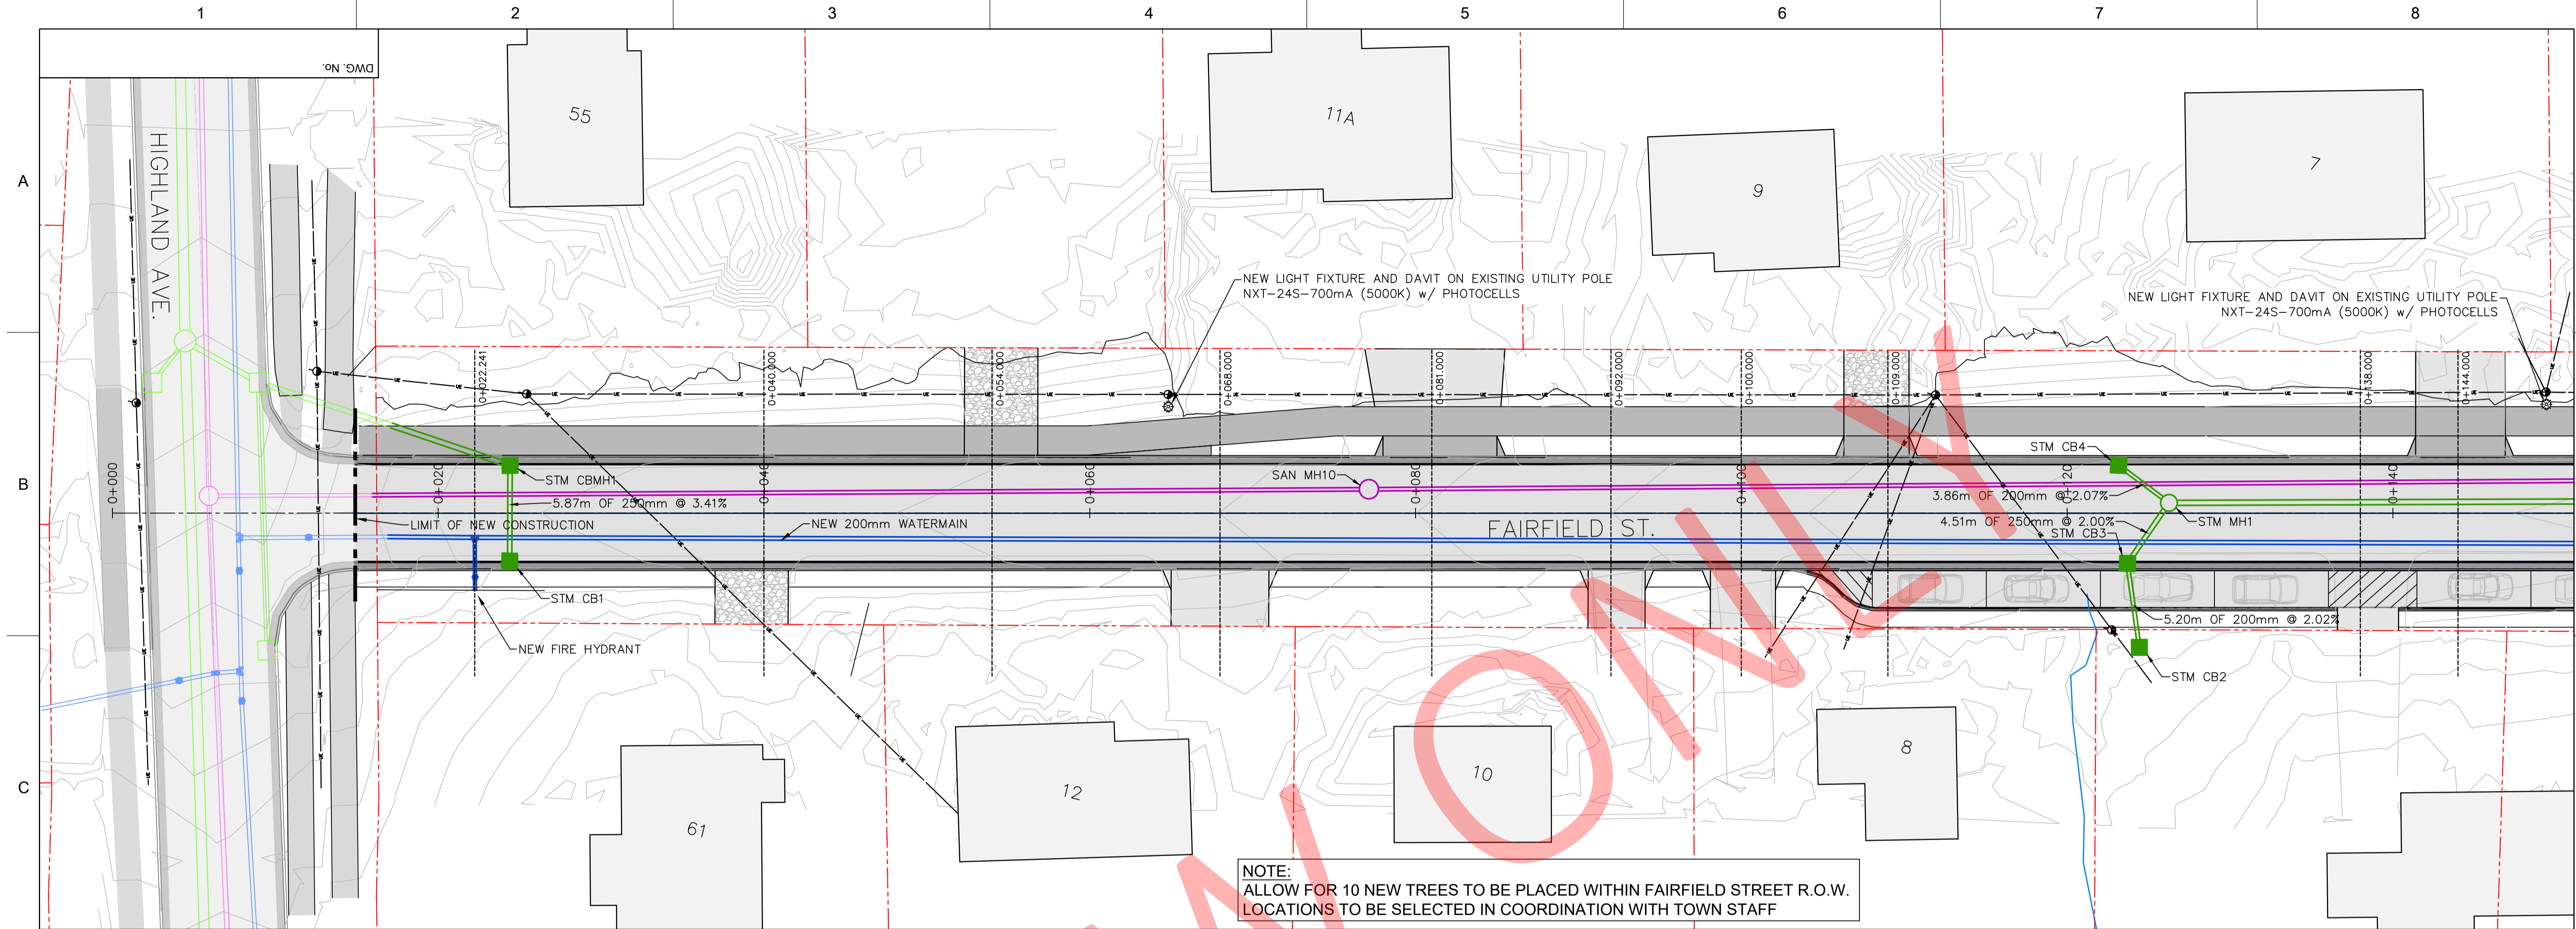 1 2 3 4 5 6 7 8
DWG. No.
A
B
C
HIGHLAND AVE.
55
11A
9
7
NEW LIGHT FIXTURE AND DAVIT ON EXISTING UTILITY POLE
NXT-24S-700mA (5000K) w/ PHOTOCELLS
NEW LIGHT FIXTURE AND DAVIT ON EXISTING UTILITY POLE
NXT-24S-700mA (5000K) w/ PHOTOCELLS
0+022.241
0+040.000
0+054.000
0+068.000
0+081.000
0+092.000
0+100.000
0+109.000
0+138.000
0+144.000
0+000
0+020
0+040
0+060
0+080
0+100
0+120
0+140
STM CBMH1
5.87m OF 250mm @ 3.41%
LIMIT OF NEW CONSTRUCTION
NEW 200mm WATERMAIN
SAN MH10
FAIRFIELD ST.
STM CB4
3.86m OF 200mm @ 2.07%
4.51m OF 250mm @ 2.00%
STM MH1
STM CB3
STM CB1
NEW FIRE HYDRANT
5.20m OF 200mm @ 2.02%
STM CB2
61
12
10
8
NOTE:
ALLOW FOR 10 NEW TREES TO BE PLACED WITHIN FAIRFIELD STREET R.O.W.
LOCATIONS TO BE SELECTED IN COORDINATION WITH TOWN STAFF
ONLY